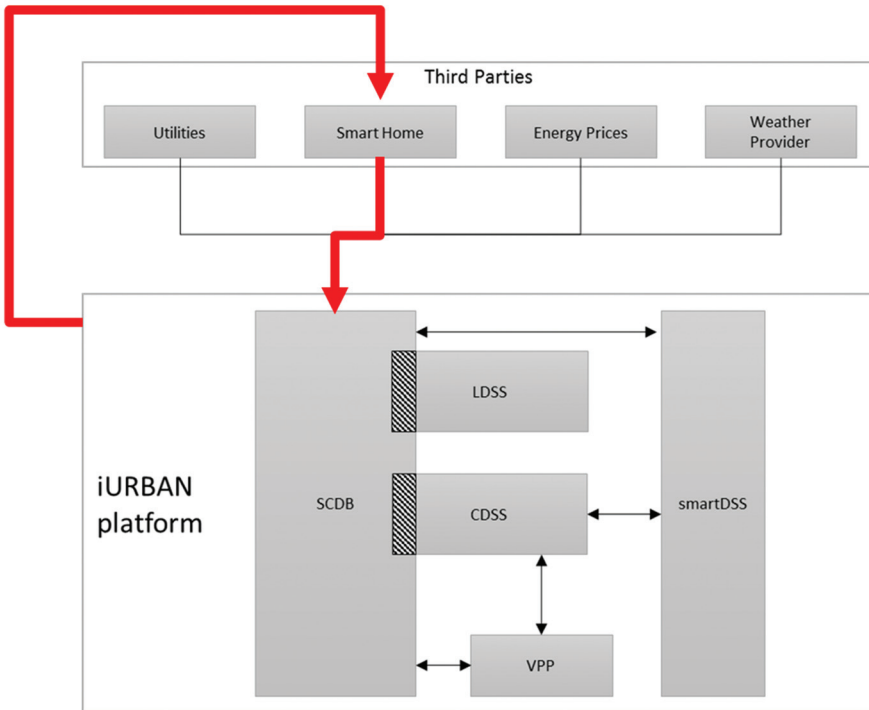 Third Parties
Utilities
Smart Home
Energy Prices
Weather
Provider
LDSS
iURBAN
platform
SCDB
CDSS
smartDSS
VPP